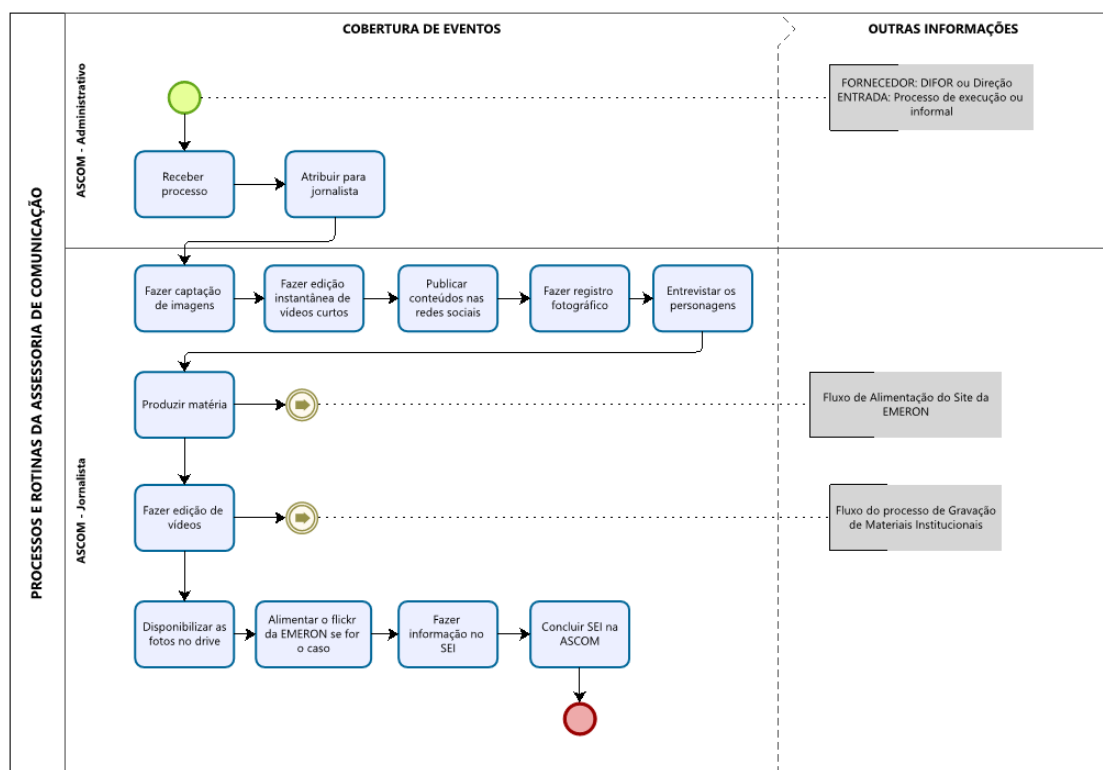 COBERTURA DE EVENTOS
OUTRAS INFORMAÇÕES
PROCESSOS E ROTINAS DA ASSESSORIA DE COMUNICAÇÃO
ASCOM - Administrativo
FORNECEDOR: DIFOR ou Direção
ENTRADA: Processo de execução ou
informal
Receber
processo
Atribuir para
jornalista
ASCOM - Jornalista
Fazer captação
de imagens
Fazer edição
instantânea de
vídeos curtos
Publicar
conteúdos nas
redes sociais
Fazer registro
fotográfico
Entrevistar os
personagens
Produzir matéria
Fluxo de Alimentação do Site da
EMERON
Fazer edição de
vídeos
Fluxo do processo de Gravação
de Materiais Institucionais
Disponibilizar as
fotos no drive
Alimentar o flickr
da EMERON se for
o caso
Fazer
informação no
SEI
Concluir SEI na
ASCOM